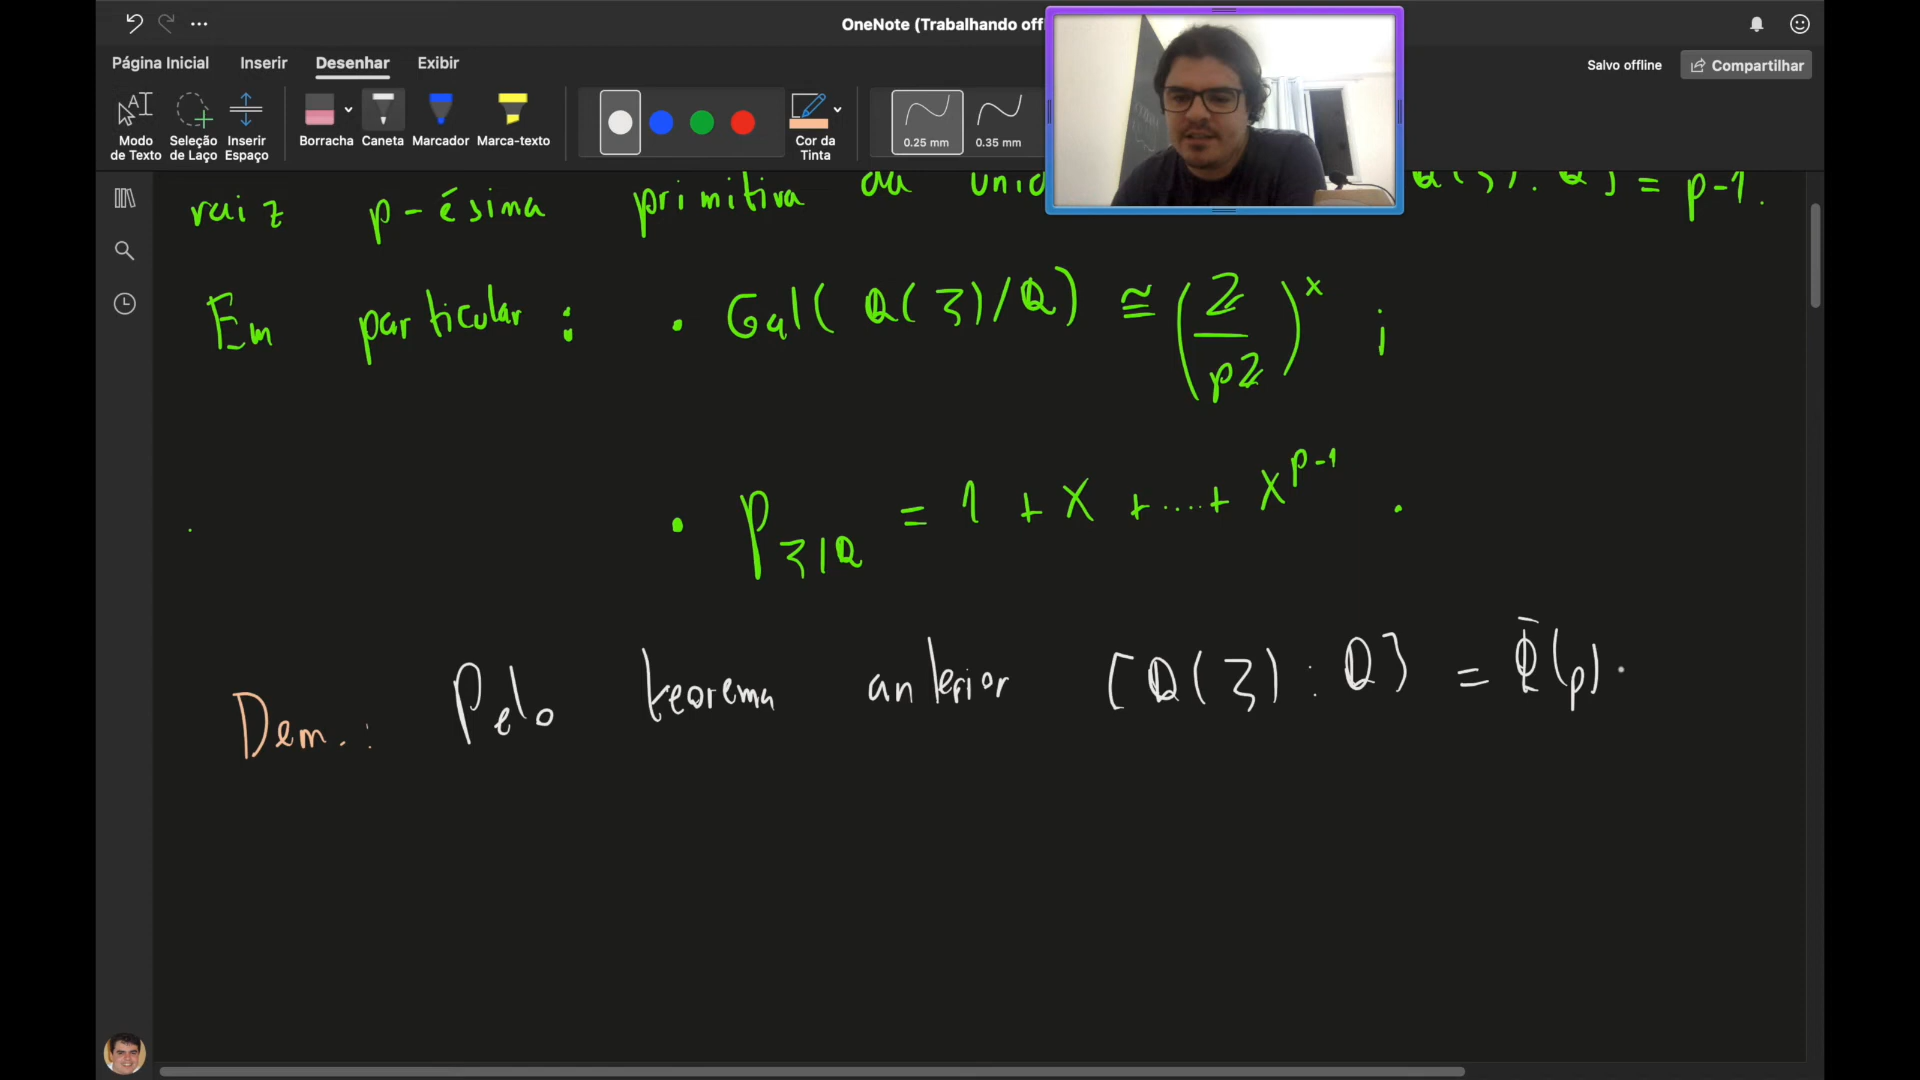 OneNote (Trabalhando off
Página Inicial Inserir Desenhar Exibir
Salvo offline Compartilhar
Modo de Texto Seleção de Laço Inserir Espaço Borracha Caneta Marcador Marca-texto Cor da Tinta 0.25 mm 0.35 mm
raiz p-ésima primitiva da unid ℚ(ζ):ℚ] = p-1.
Em particular: • Gal(ℚ(ζ)/ℚ) ≅ (ℤ/pℤ)^x ;
• P_{ζ|ℚ} = 1 + X + ....+ X^{p-1}.
Dem.: Pelo teorema anterior [ℚ(ζ):ℚ] = Φ(p).